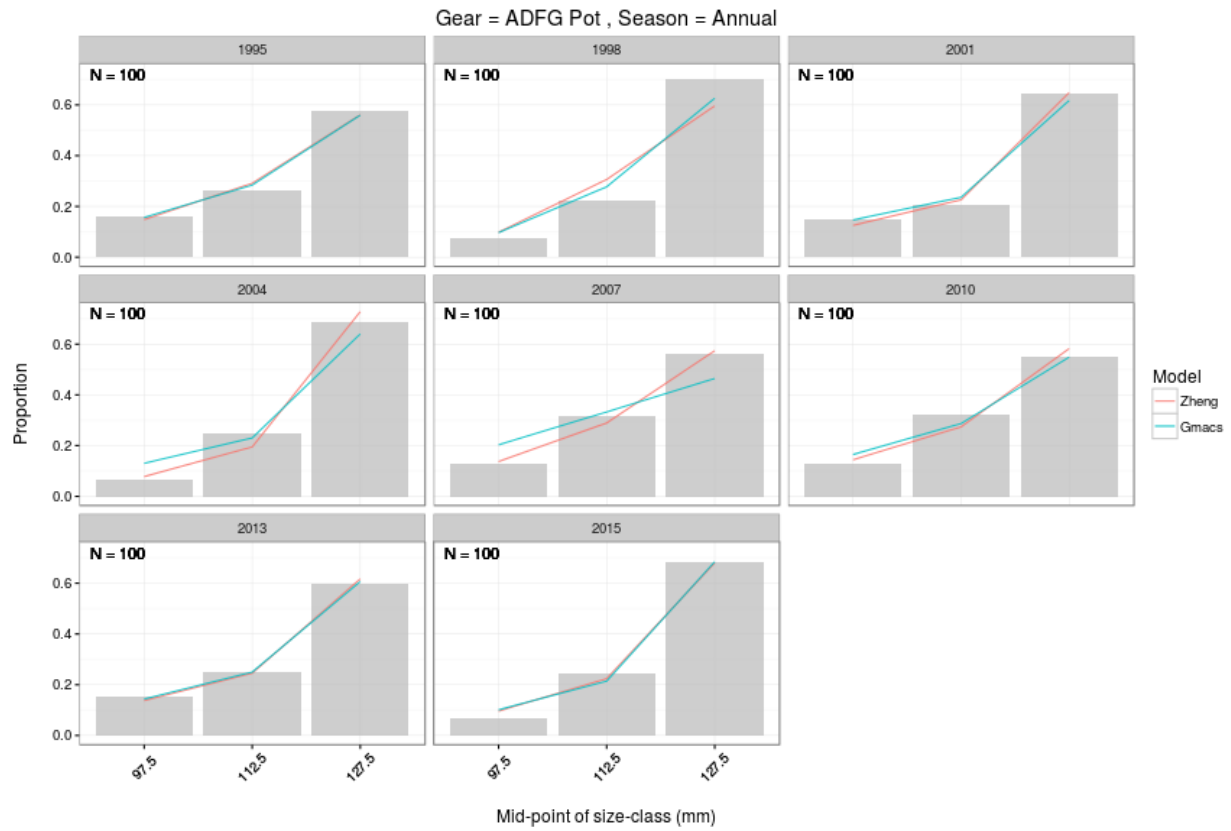 Gear = ADFG Pot , Season = Annual
1995
1998
2001
N = 100
N = 100
N = 100
0.6
0.4
0.2
0.0
2004
2007
2010
N = 100
N = 100
N = 100
0.6
0.4
0.2
0.0
Proportion
Model
Zheng
Gmacs
2013
2015
N = 100
N = 100
0.6
0.4
0.2
0.0
97.5
112.5
127.5
97.5
112.5
127.5
Mid-point of size-class (mm)